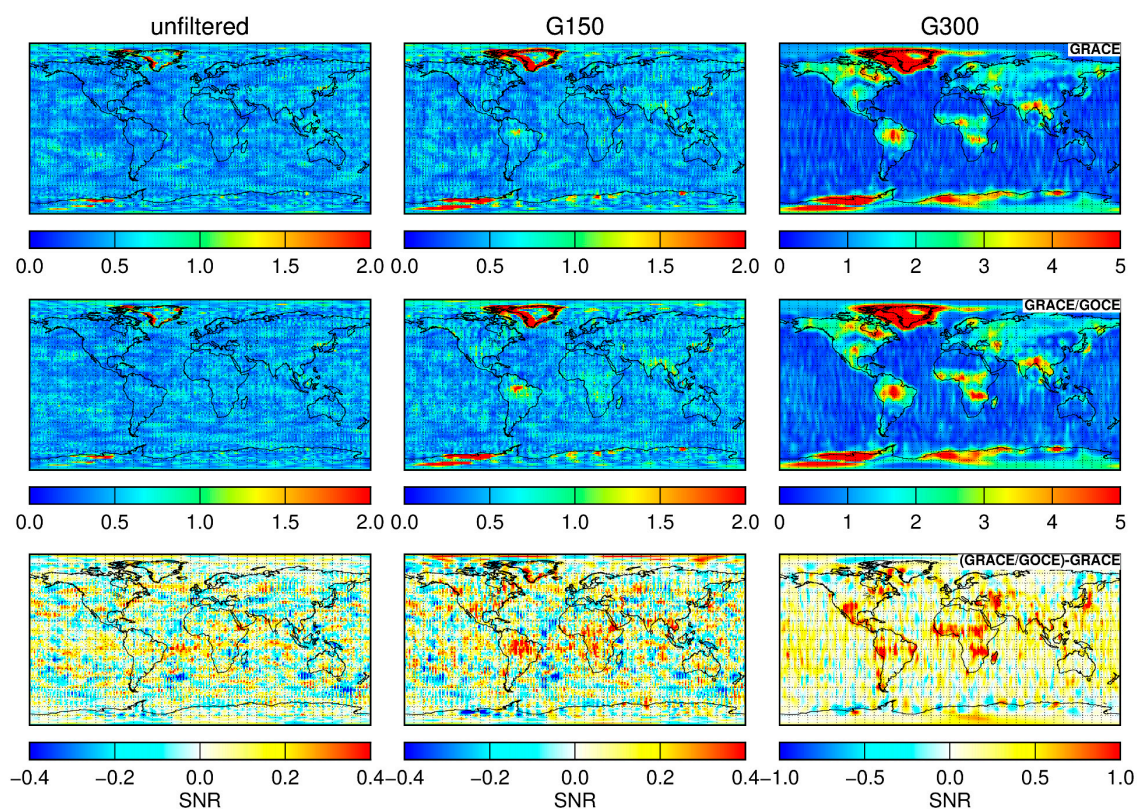 unfiltered G150 G300
GRACE
0.0 0.5 1.0 1.5 2.0 0.0 0.5 1.0 1.5 2.0 0 1 2 3 4 5
GRACE/GOCE
0.0 0.5 1.0 1.5 2.0 0.0 0.5 1.0 1.5 2.0 0 1 2 3 4 5
(GRACE/GOCE)-GRACE
−0.4 −0.2 0.0 0.2 0.4 −0.4 −0.2 0.0 0.2 0.4 −1.0 −0.5 0.0 0.5 1.0
SNR SNR SNR